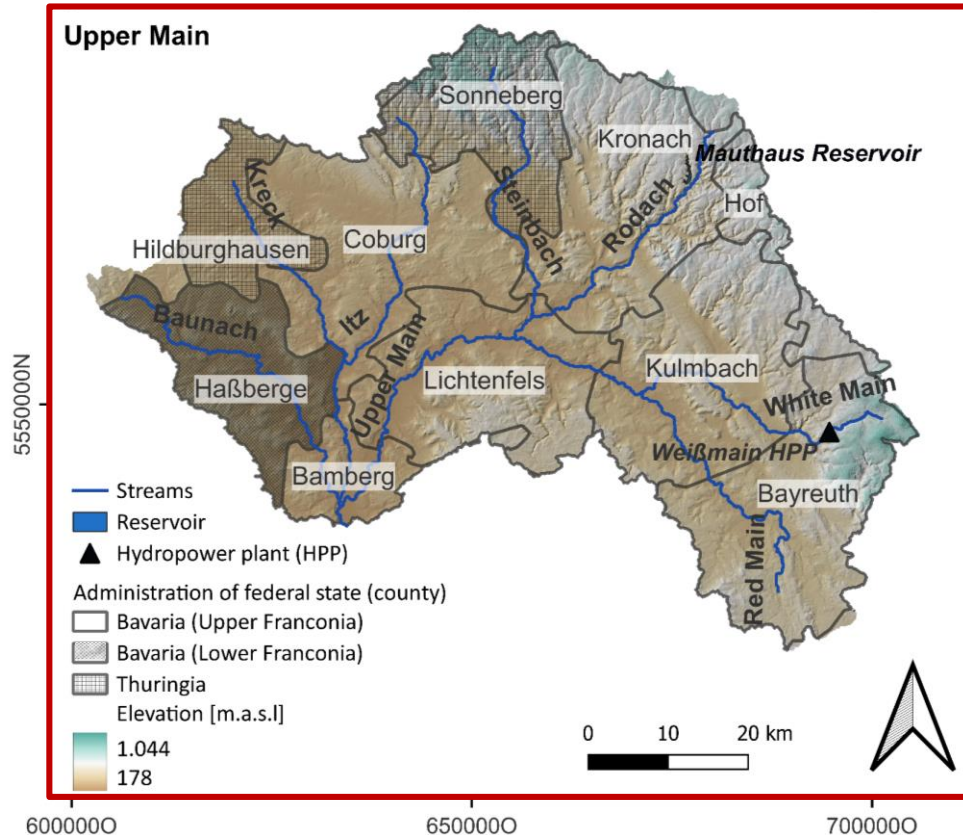 Upper Main
Sonneberg
Kronach
Mauthaus Reservoir
Hof
Kreck
Steinbach
Rodach
Hildburghausen
Coburg
Itz
Baunach
Upper Main
Haßberge
Lichtenfels
Kulmbach
White Main
Weißmain HPP
Bamberg
Bayreuth
Red Main
5550000N
Streams
Reservoir
Hydropower plant (HPP)
Administration of federal state (county)
Bavaria (Upper Franconia)
Bavaria (Lower Franconia)
Thuringia
Elevation [m.a.s.l]
1.044
178
0 10 20 km
600000O 650000O 700000O